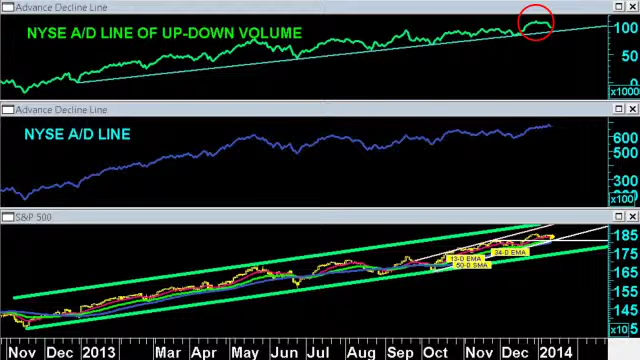 Advance Decline Line
NYSE A/D LINE OF UP-DOWN VOLUME
100
50
0
x1000
Advance Decline Line
NYSE A/D LINE
600
500
300
200
x100
S&P 500
185
175
165
155
145
x10 5
13-D EMA
34-D EMA
50-D SMA
Nov Dec 2013 Mar Apr May Jun Jul Aug Sep Oct Nov Dec 2014